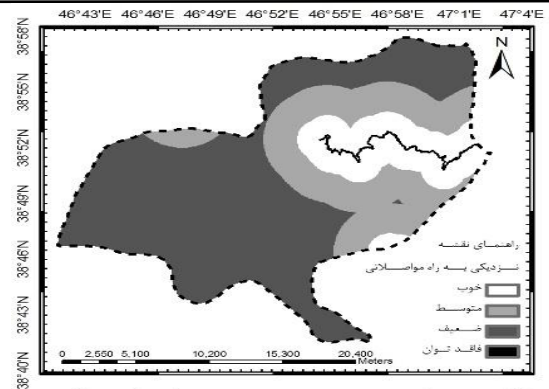 46°43'E 46°46'E 46°49'E 46°52'E 46°55'E 46°58'E 47°1'E 47°4'E
38°58'N
N
38°55'N
38°52'N
38°49'N
38°46'N
38°43'N
38°40'N
راهنمای نقشه
نزدیکی به راه مواصلاتی
خوب
متوسط
ضعیف
فاقد توان
0 2,550 5,100 10,200 15,300 20,400
Meters